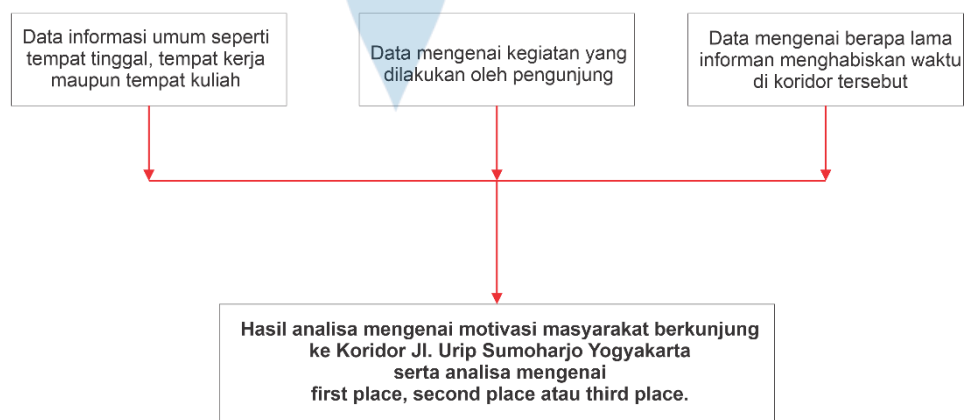 Data informasi umum seperti
tempat tinggal, tempat kerja
maupun tempat kuliah
Data mengenai kegiatan yang
dilakukan oleh pengunjung
Data mengenai berapa lama
informan menghabiskan waktu
di koridor tersebut
Hasil analisa mengenai motivasi masyarakat berkunjung
ke Koridor Jl. Urip Sumoharjo Yogyakarta
serta analisa mengenai
first place, second place atau third place.